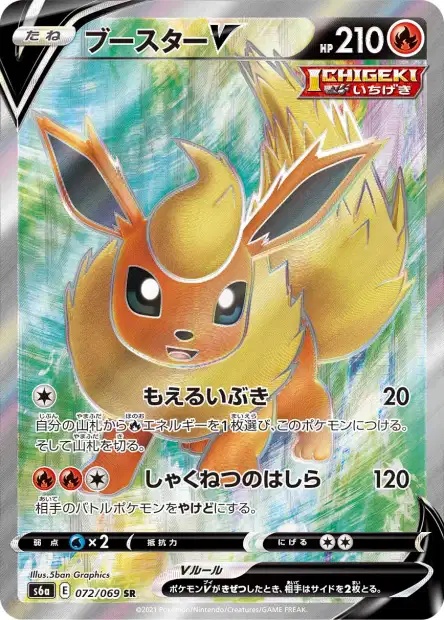 たね ブースターV HP 210
ICHIGEKI
いちげき
もえるいぶき 20
自分の山札からエネルギーを1枚選び、このポケモンにつける。
そして山札を切る。
しゃくねつのはしら 120
相手のバトルポケモンをやけどにする。
弱点 ×2 抵抗力 にげる
Illus.5ban Graphics
Vルール
s6a E 072/069 SR
ポケモンVがきぜつしたとき、相手はサイドを2枚とる。
©2021 Pokémon/Nintendo/Creatures/GAME FREAK.